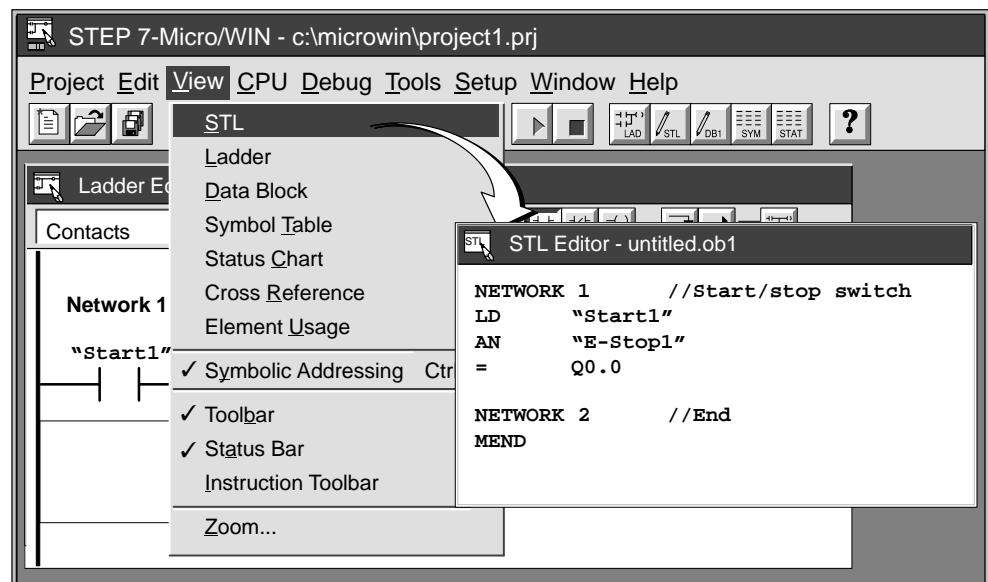 STEP 7-Micro/WIN - c:\microwin\project1.prj
Project Edit View CPU Debug Tools Setup Window Help
LAD STL DB1 SYM STAT ?
STL
Ladder
Data Block
Symbol Table
Status Chart
Cross Reference
Element Usage
✓ Symbolic Addressing Ctr
✓ Toolbar
✓ Status Bar
Instruction Toolbar
Zoom...
Ladder Ed
Contacts
Network 1
“Start1”
STL STL Editor - untitled.ob1
NETWORK 1 //Start/stop switch
LD “Start1”
AN “E-Stop1”
= Q0.0
NETWORK 2 //End
MEND